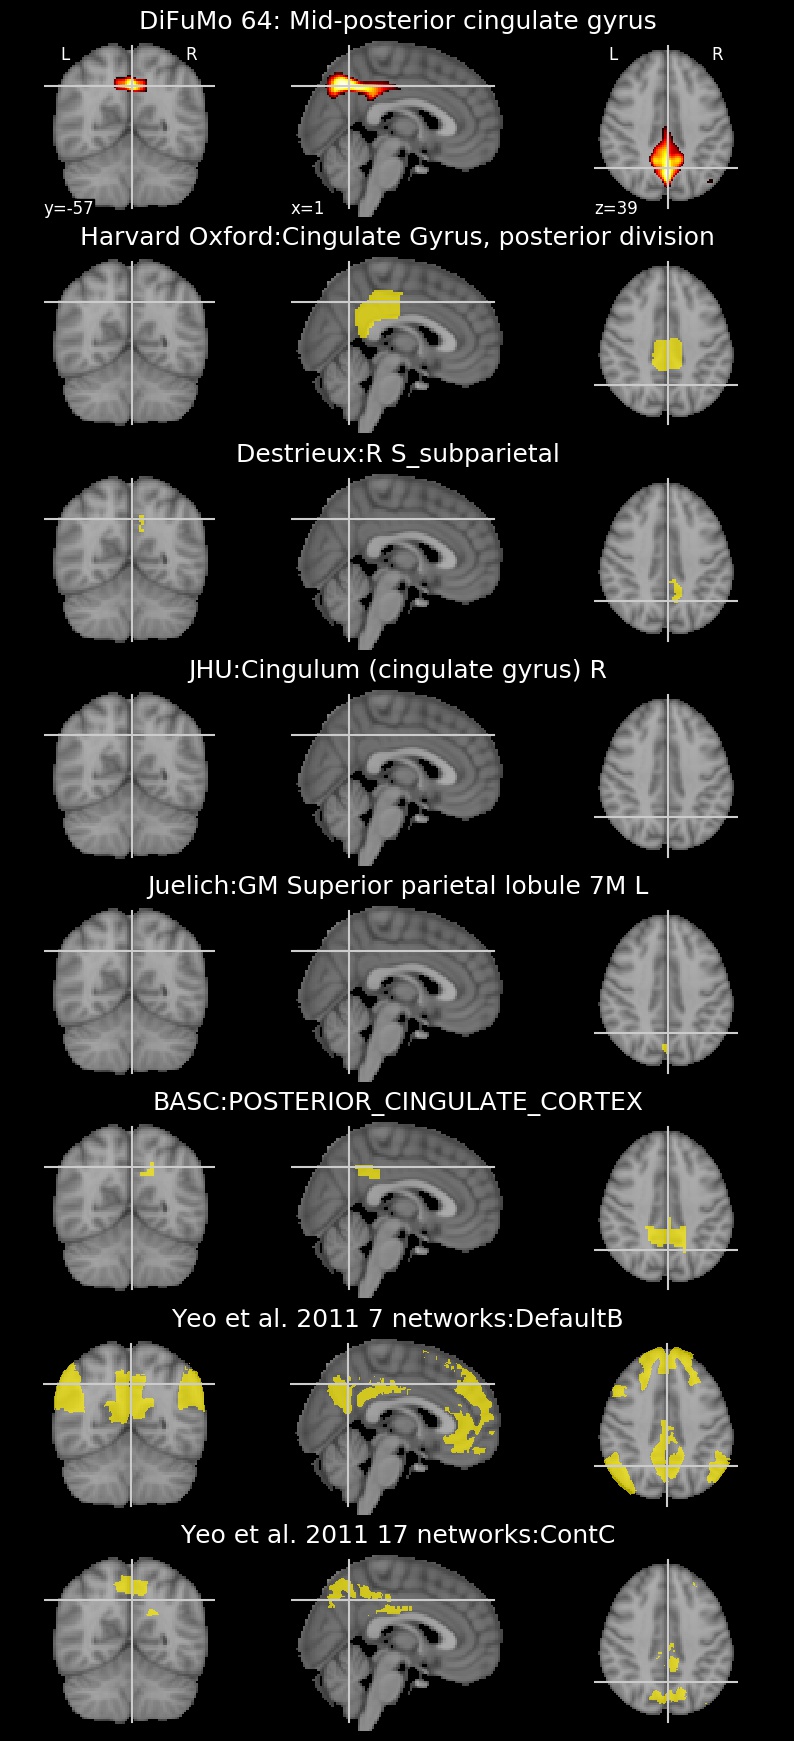 DiFuMo 64: Mid-posterior cingulate gyrus
L R L R
y=-57 x=1 z=39
Harvard Oxford:Cingulate Gyrus, posterior division
Destrieux:R S_subparietal
JHU:Cingulum (cingulate gyrus) R
Juelich:GM Superior parietal lobule 7M L
BASC:POSTERIOR_CINGULATE_CORTEX
Yeo et al. 2011 7 networks:DefaultB
Yeo et al. 2011 17 networks:ContC